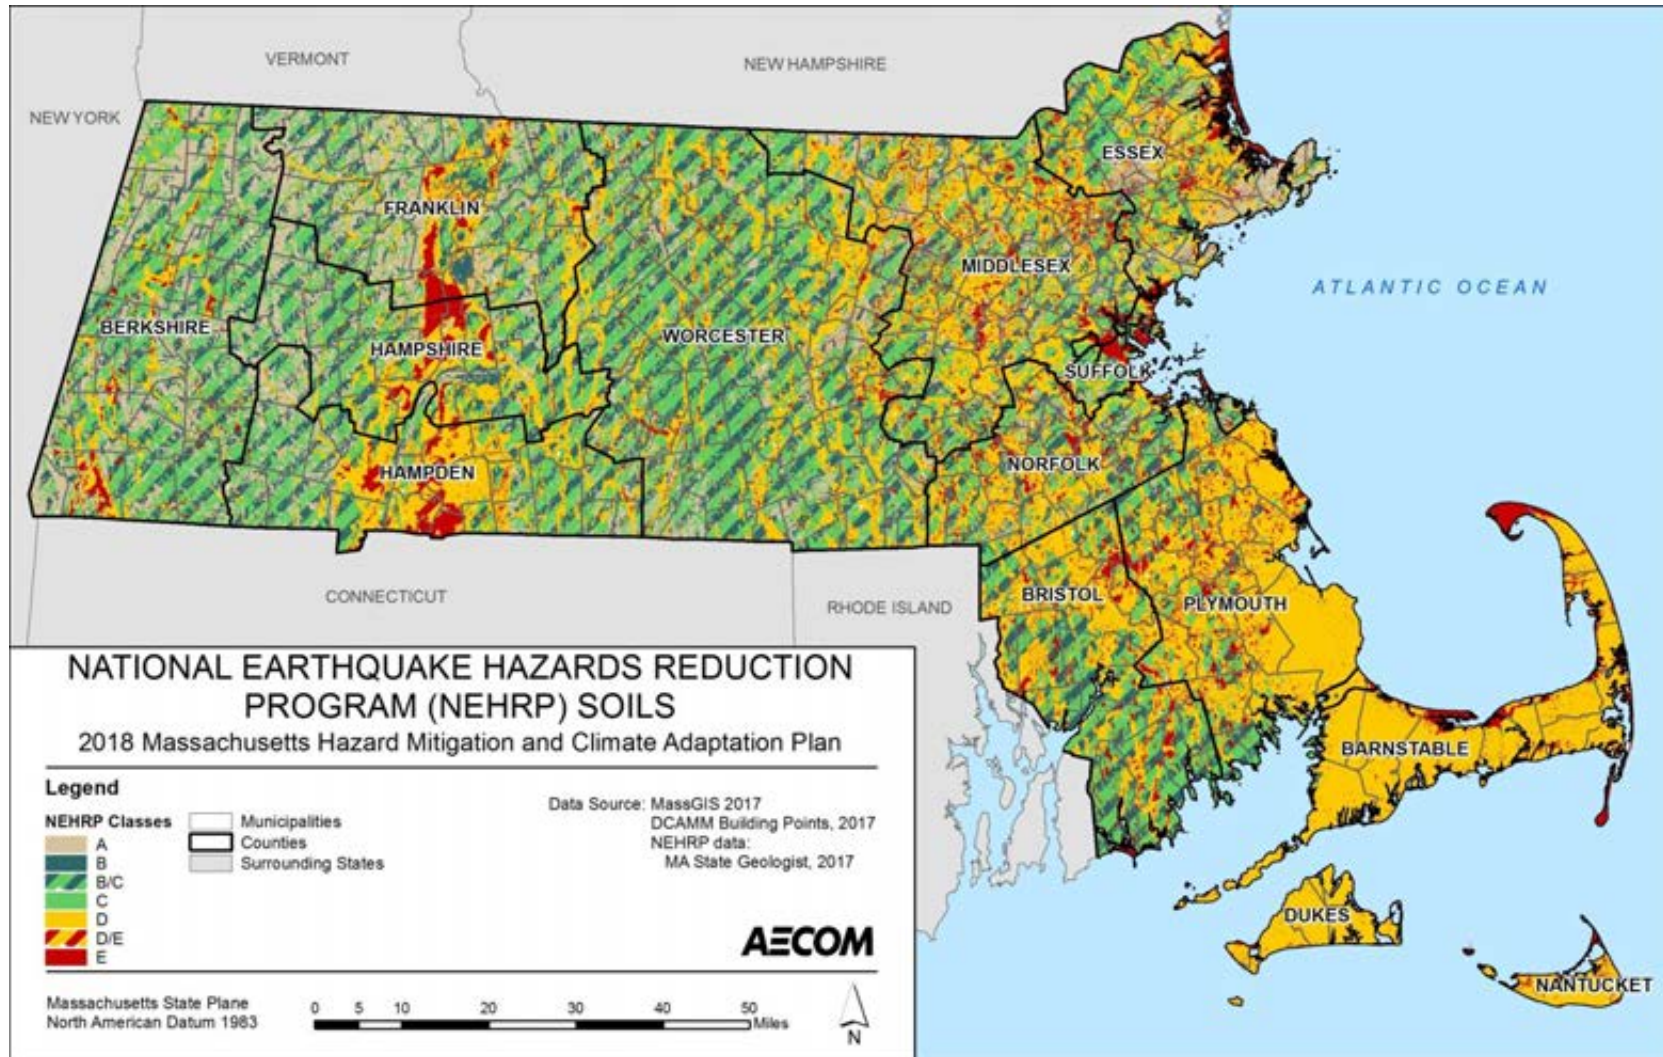 VERMONT
NEW HAMPSHIRE
NEW YORK
ESSEX
FRANKLIN
MIDDLESEX
ATLANTIC OCEAN
BERKSHIRE
HAMPSHIRE
WORCESTER
SUFFOLK
HAMPDEN
NORFOLK
CONNECTICUT
RHODE ISLAND
BRISTOL
PLYMOUTH
BARNSTABLE
DUKES
NANTUCKET
NATIONAL EARTHQUAKE HAZARDS REDUCTION
PROGRAM (NEHRP) SOILS
2018 Massachusetts Hazard Mitigation and Climate Adaptation Plan
Legend
NEHRP Classes
A
B
B/C
C
D
D/E
E
Municipalities
Counties
Surrounding States
Data Source: MassGIS 2017
DCAMM Building Points, 2017
NEHRP data:
MA State Geologist, 2017
AECOM
Massachusetts State Plane
North American Datum 1983
0 5 10 20 30 40 50 Miles
N